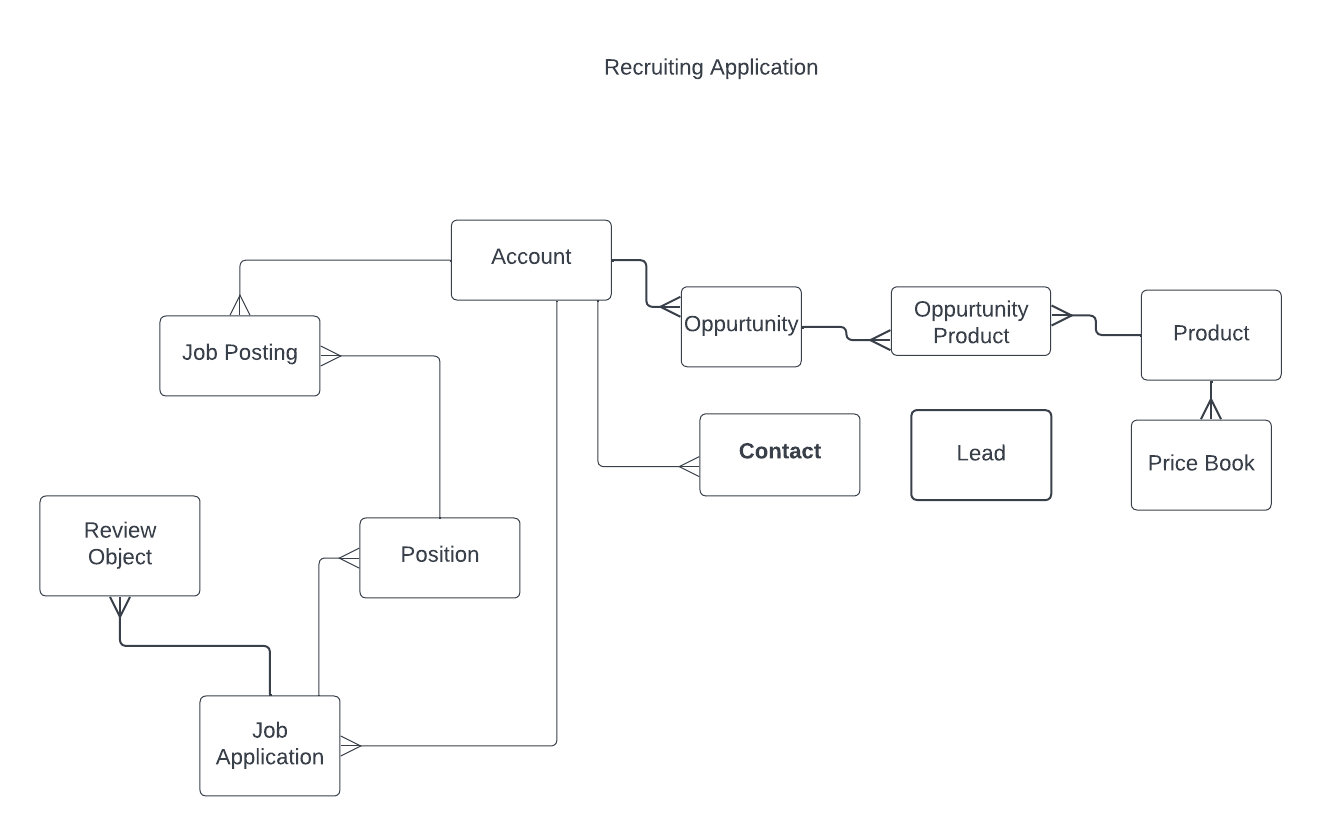 Recruiting Application
Account
Oppurtunity
Oppurtunity
Product
Product
Job Posting
Contact
Lead
Price Book
Review
Object
Position
Job
Application